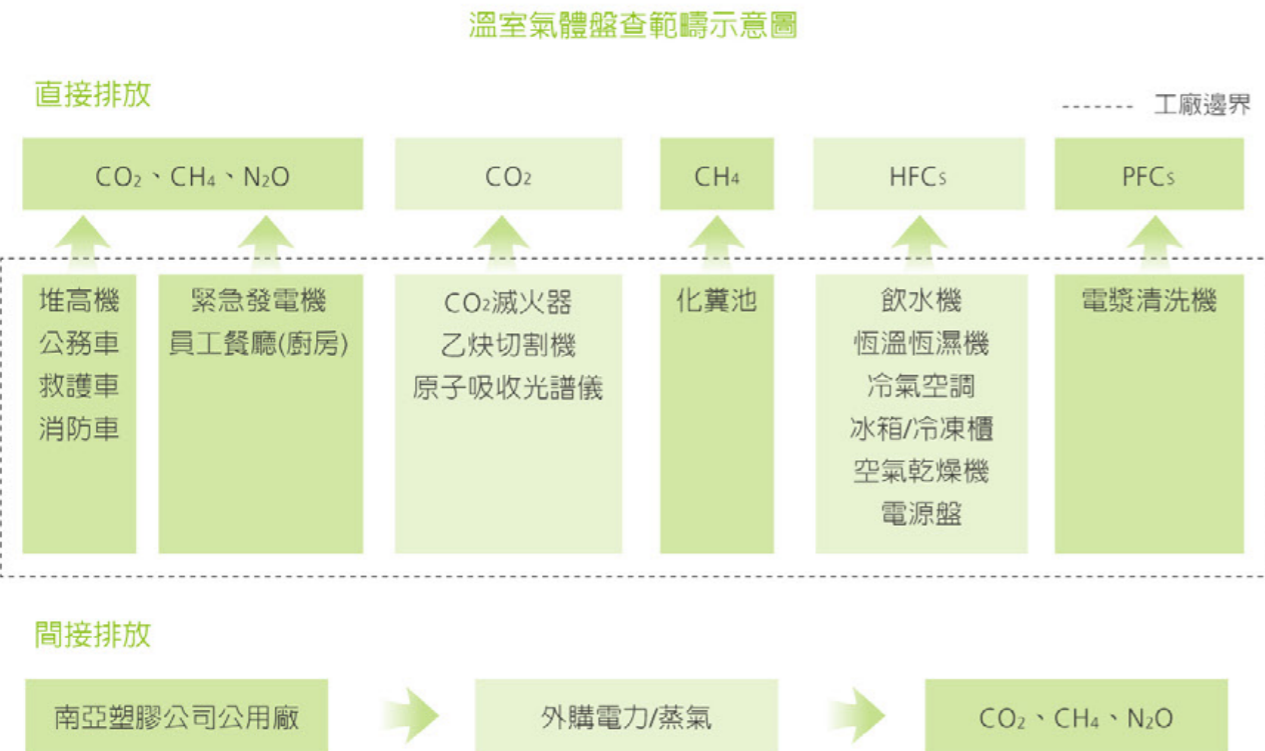 溫室氣體盤查範疇示意圖
直接排放
------- 工廠邊界
CO₂、CH₄、N₂O
CO₂
CH₄
HFCs
PFCs
堆高機
公務車
救護車
消防車
緊急發電機
員工餐廳(廚房)
CO₂滅火器
乙炔切割機
原子吸收光譜儀
化糞池
飲水機
恆溫恆濕機
冷氣空調
冰箱/冷凍櫃
空氣乾燥機
電源盤
電漿清洗機
間接排放
南亞塑膠公司公用廠
外購電力/蒸氣
CO₂、CH₄、N₂O